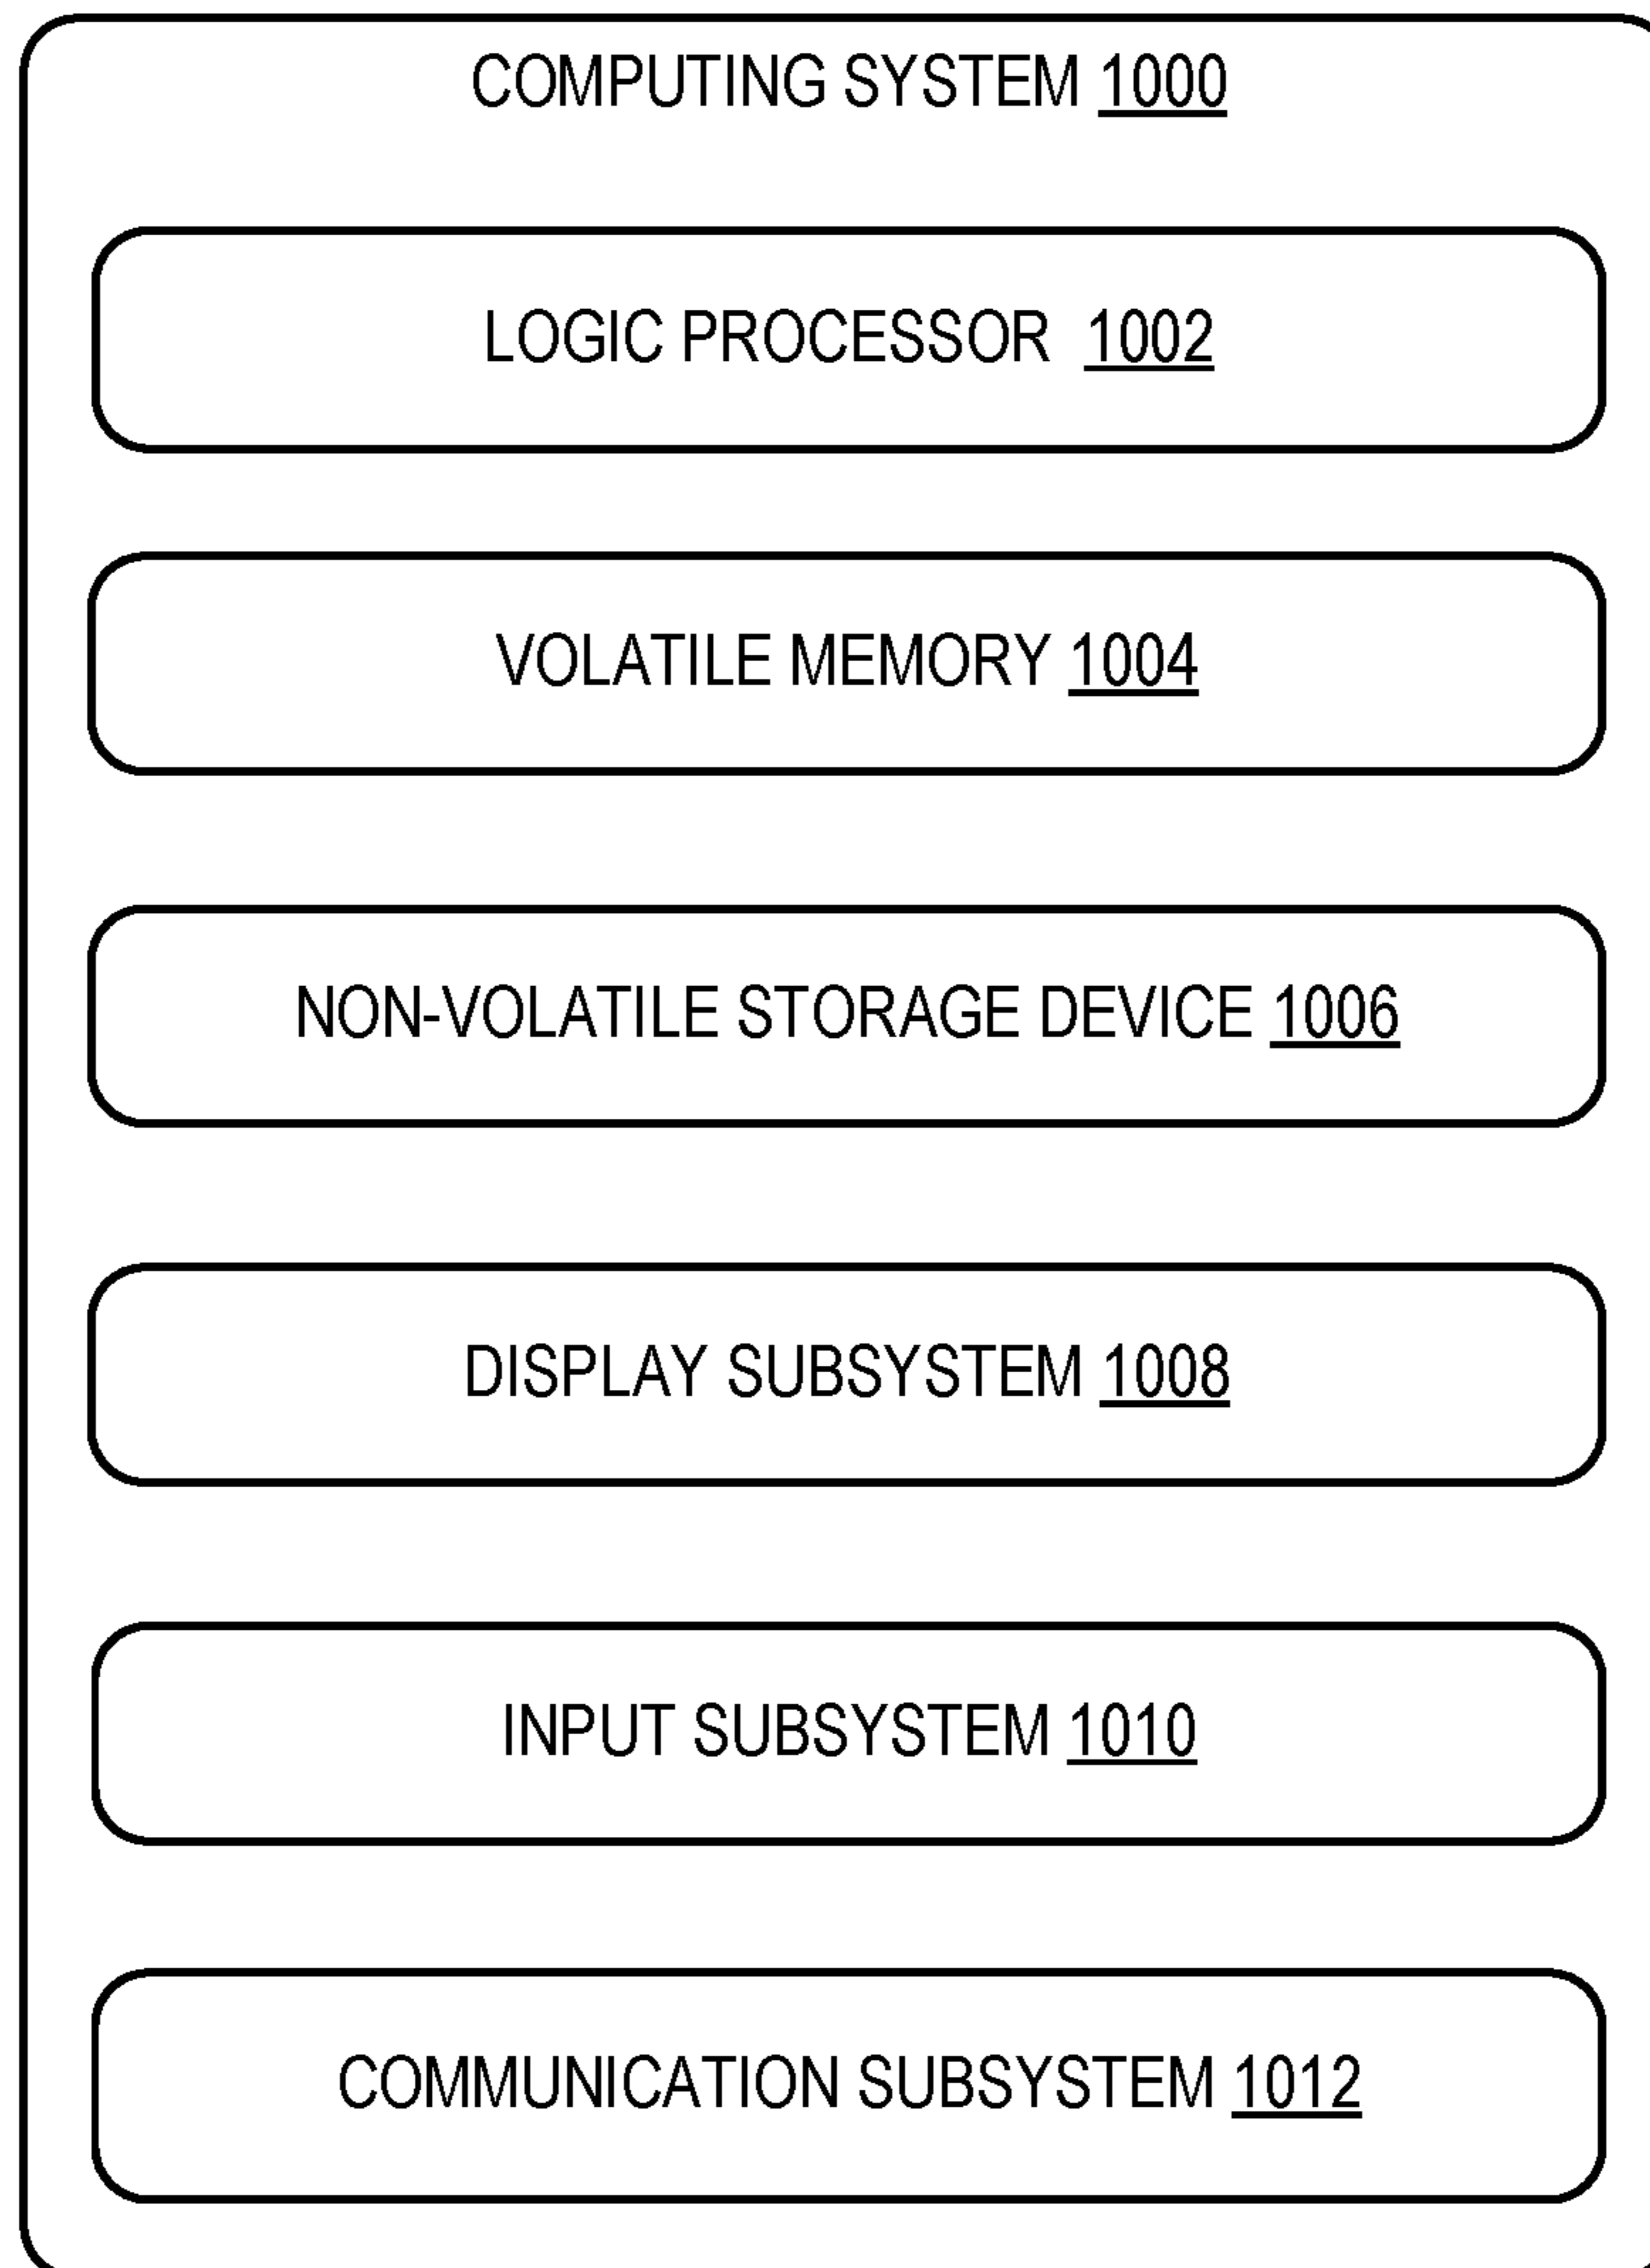 COMPUTING SYSTEM 1000
LOGIC PROCESSOR 1002
VOLATILE MEMORY 1004
NON-VOLATILE STORAGE DEVICE 1006
DISPLAY SUBSYSTEM 1008
INPUT SUBSYSTEM 1010
COMMUNICATION SUBSYSTEM 1012